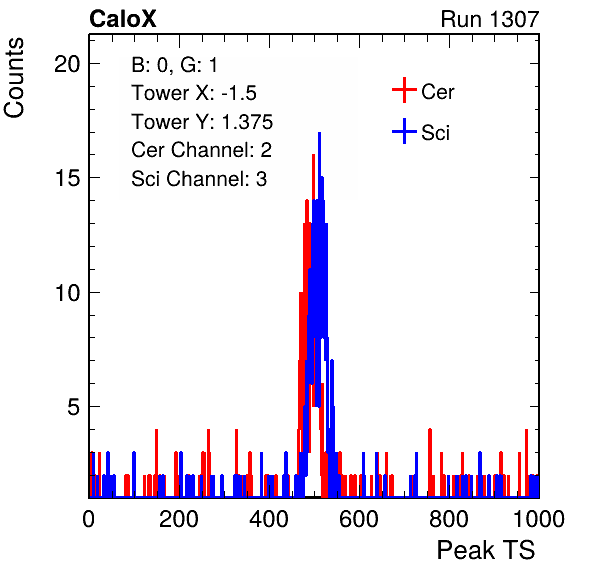 CaloX
Run 1307
Counts
20
15
10
5
B: 0, G: 1
Tower X: -1.5
Tower Y: 1.375
Cer Channel: 2
Sci Channel: 3
Cer
Sci
0 200 400 600 800 1000
Peak TS